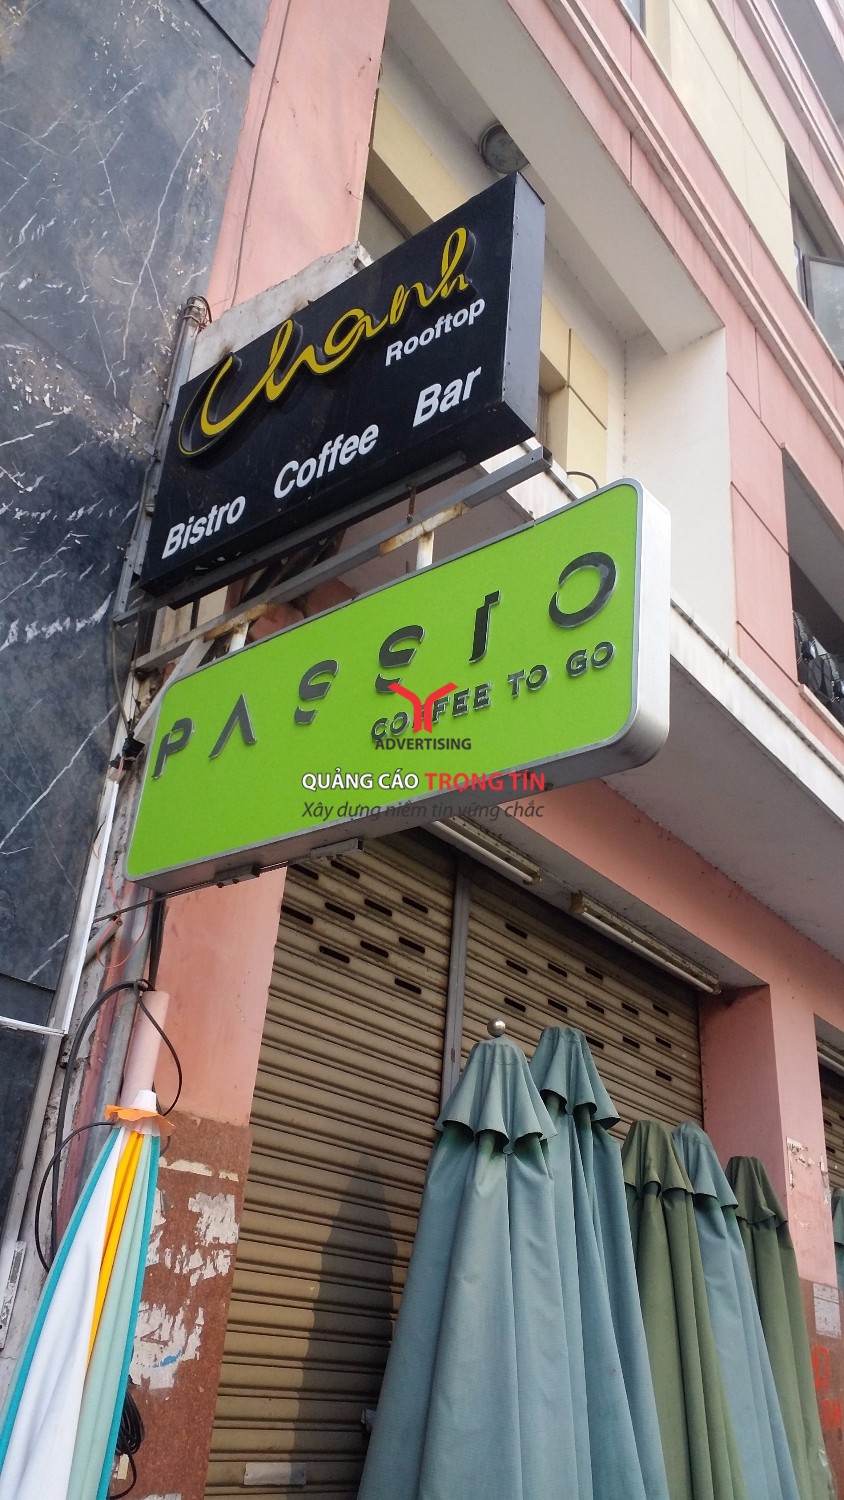 Chanh
Rooftop
Bistro Coffee Bar
PASSIO
COFFEE TO GO
ADVERTISING
QUẢNG CÁO TRỌNG TÍN
Xây dựng niềm tin vững chắc